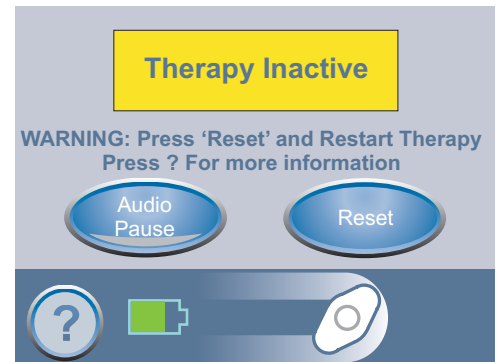 Therapy Inactive
WARNING: Press ‘Reset’ and Restart Therapy
Press ? For more information
Audio
Pause
Reset
?